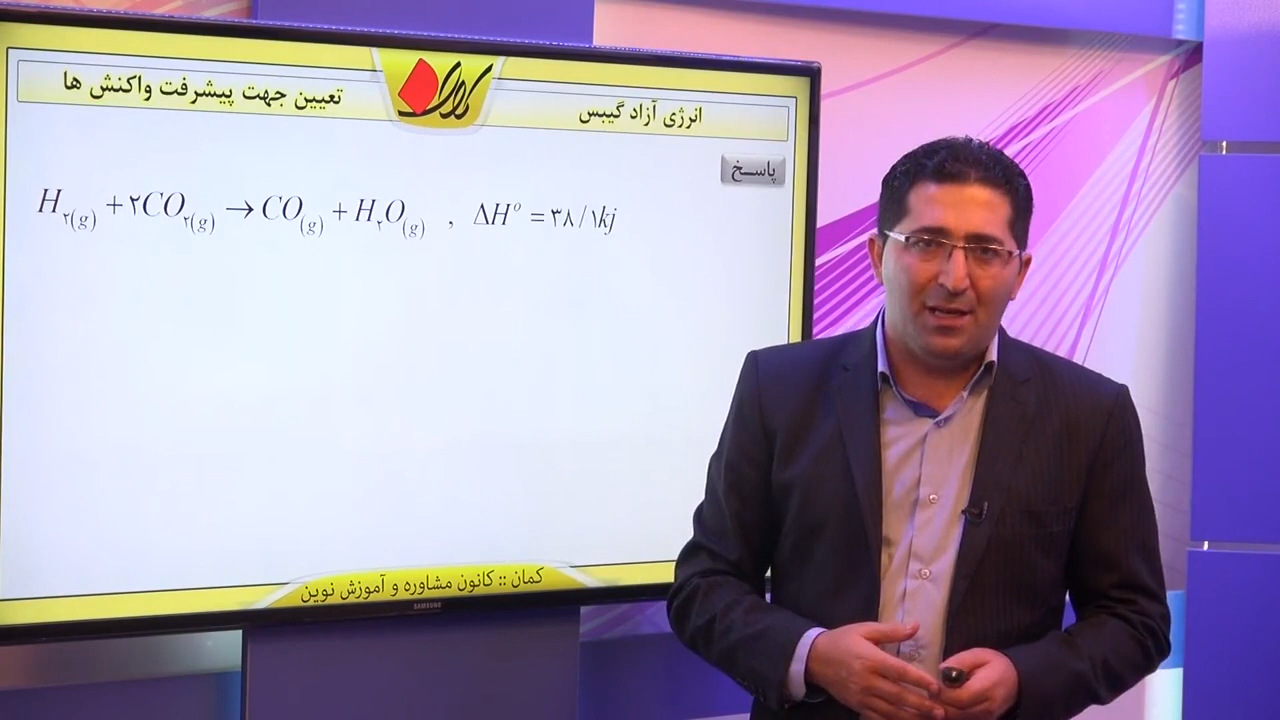 انرژی آزاد گیبس
تعیین جهت پیشرفت واکنش ها
کمان
پاسخ
H۲(g) + ۲CO۲(g) → CO(g) + H۲O(g) , ΔH° = ۳۸/۱kj
کمان :: کانون مشاوره و آموزش نوین
SAMSUNG